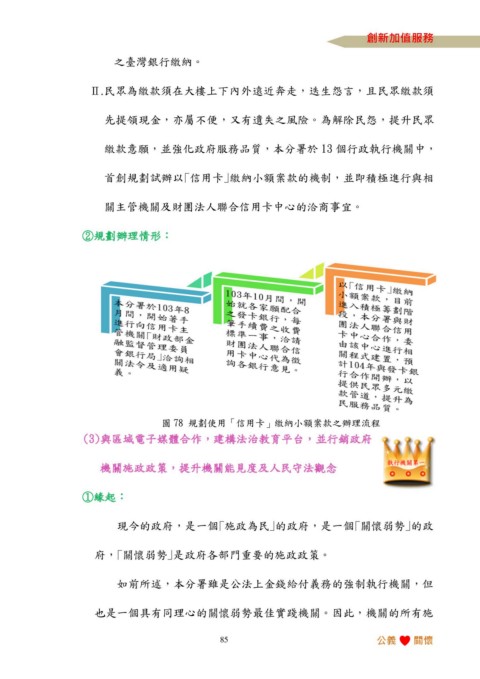 創新加值服務
之臺灣銀行繳納。
Ⅱ.民眾為繳款須在大樓上下內外遠近奔走，迭生怨言，且民眾繳款須
先提領現金，亦屬不便，又有遺失之風險。為解除民怨，提升民眾
繳款意願，並強化政府服務品質，本分署於 13 個行政執行機關中，
首創規劃試辦以「信用卡」繳納小額案款的機制，並即積極進行與相
關主管機關及財團法人聯合信用卡中心的洽商事宜。
②規劃辦理情形：
本分署於103年8
月間，開始著手
進行向信用卡主
管機關「財政部金
融監督管理委員
會銀行局」洽詢相
關法令及適用疑
義。
103年10月間，開
始就各家願配合
之發卡銀行，每
筆手續費之收費
標準一事，洽請
財團法人聯合信
用卡中心代為徵
詢各銀行意見。
以「信用卡」繳納
小額案款，目前
進入積極籌劃階
段，本分署與財
團法人聯合信用
卡中心合作，委
由該中心進行相
關程式建置，預
計104年與發卡銀
行合作開辦，以
提供民眾多元繳
款管道，提升為
民服務品質。
圖 78 規劃使用「信用卡」繳納小額案款之辦理流程
(3)與區域電子媒體合作，建構法治教育平台，並行銷政府
機關施政政策，提升機關能見度及人民守法觀念
執行機關第一
①緣起：
現今的政府，是一個「施政為民」的政府，是一個「關懷弱勢」的政
府，「關懷弱勢」是政府各部門重要的施政政策。
如前所述，本分署雖是公法上金錢給付義務的強制執行機關，但
也是一個具有同理心的關懷弱勢最佳實踐機關。因此，機關的所有施
85
公義 關懷